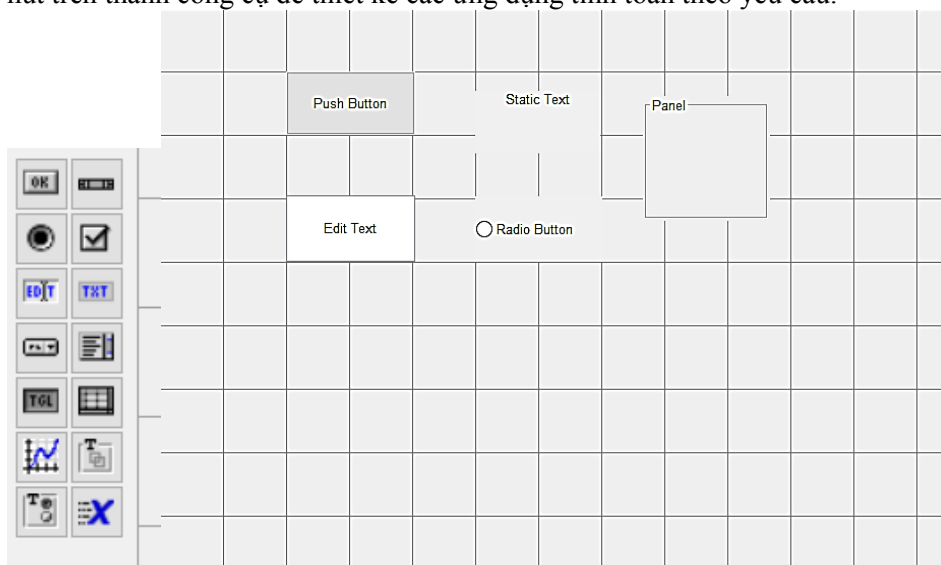 nút trên thanh công cụ để thiết kế các ứng dụng tính toán theo yêu cầu.
Push Button
Static Text
Panel
OK
Edit Text
Radio Button
EDIT
TXT
TGL
T
T
X